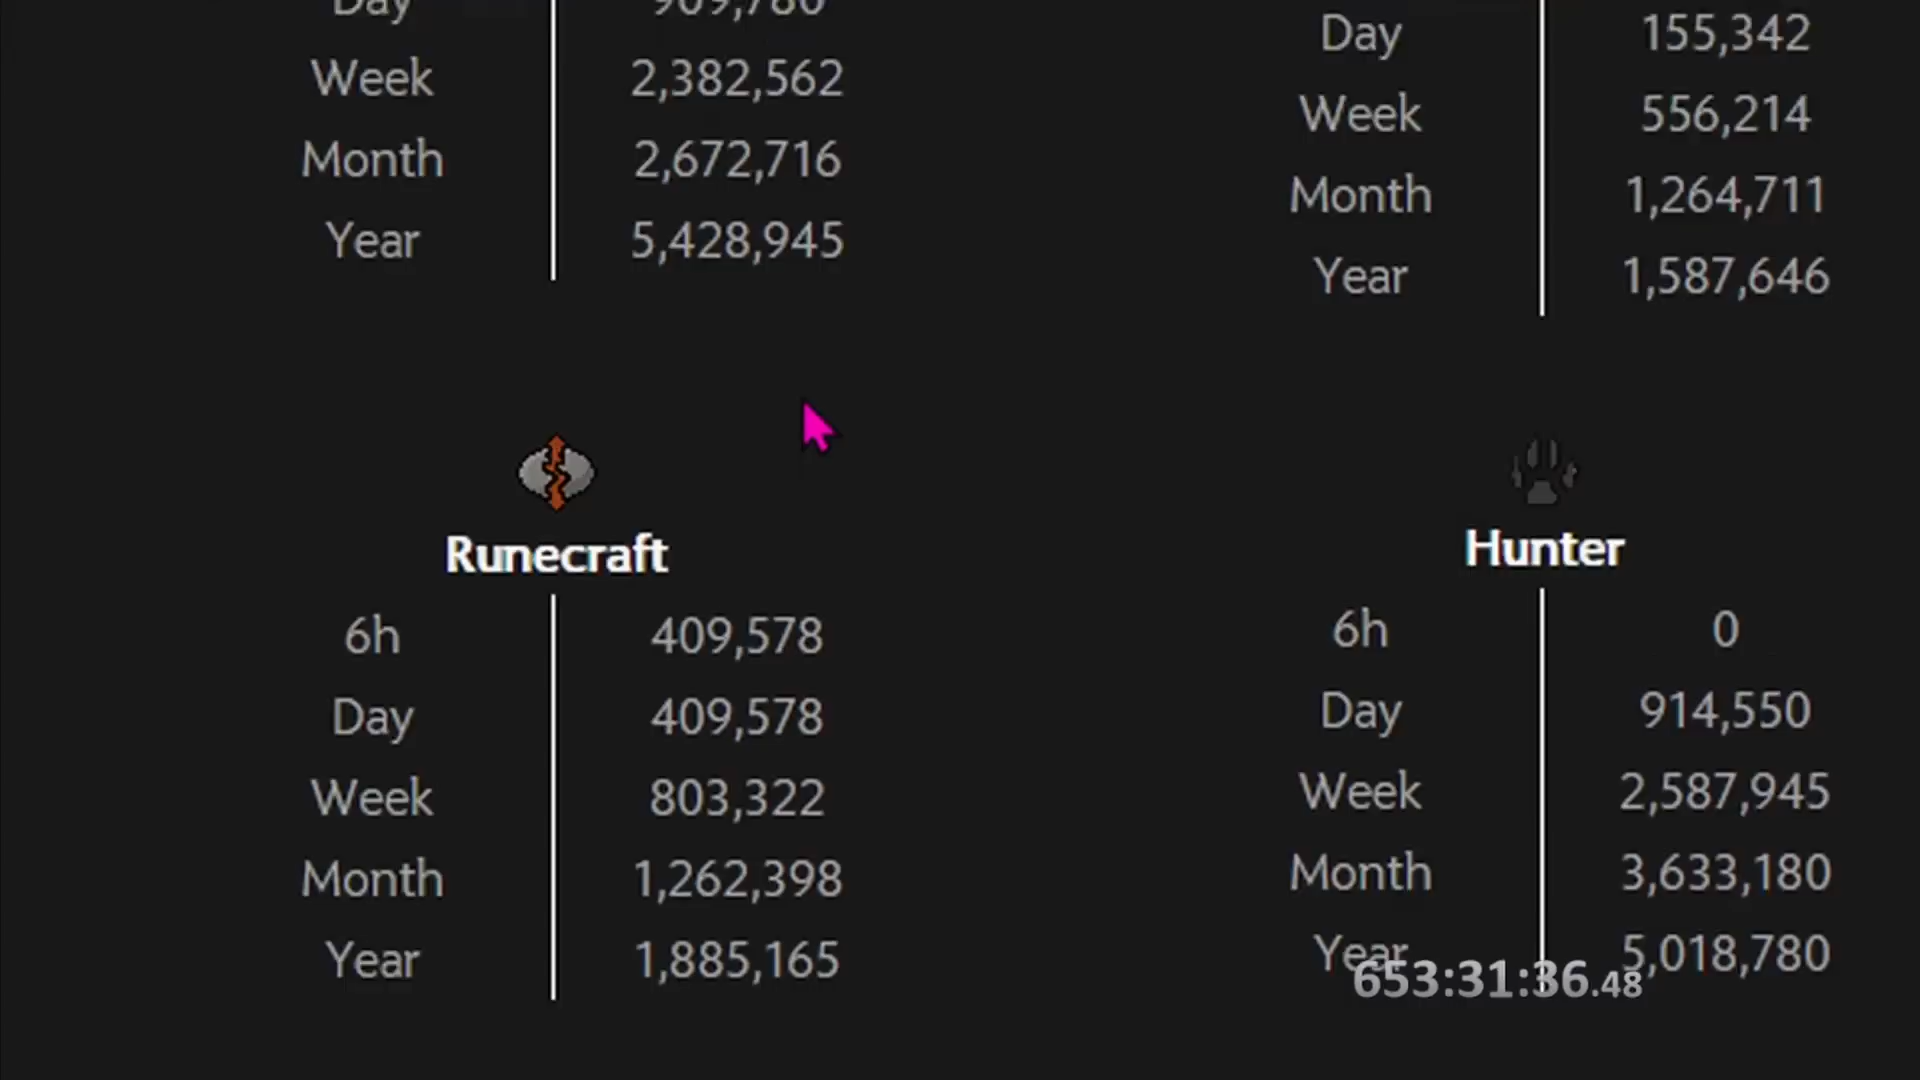 Day 909,780
Week 2,382,562
Month 2,672,716
Year 5,428,945
Day 155,342
Week 556,214
Month 1,264,711
Year 1,587,646
Runecraft
6h 409,578
Day 409,578
Week 803,322
Month 1,262,398
Year 1,885,165
Hunter
6h 0
Day 914,550
Week 2,587,945
Month 3,633,180
Year 5,018,780
653:31:36.48